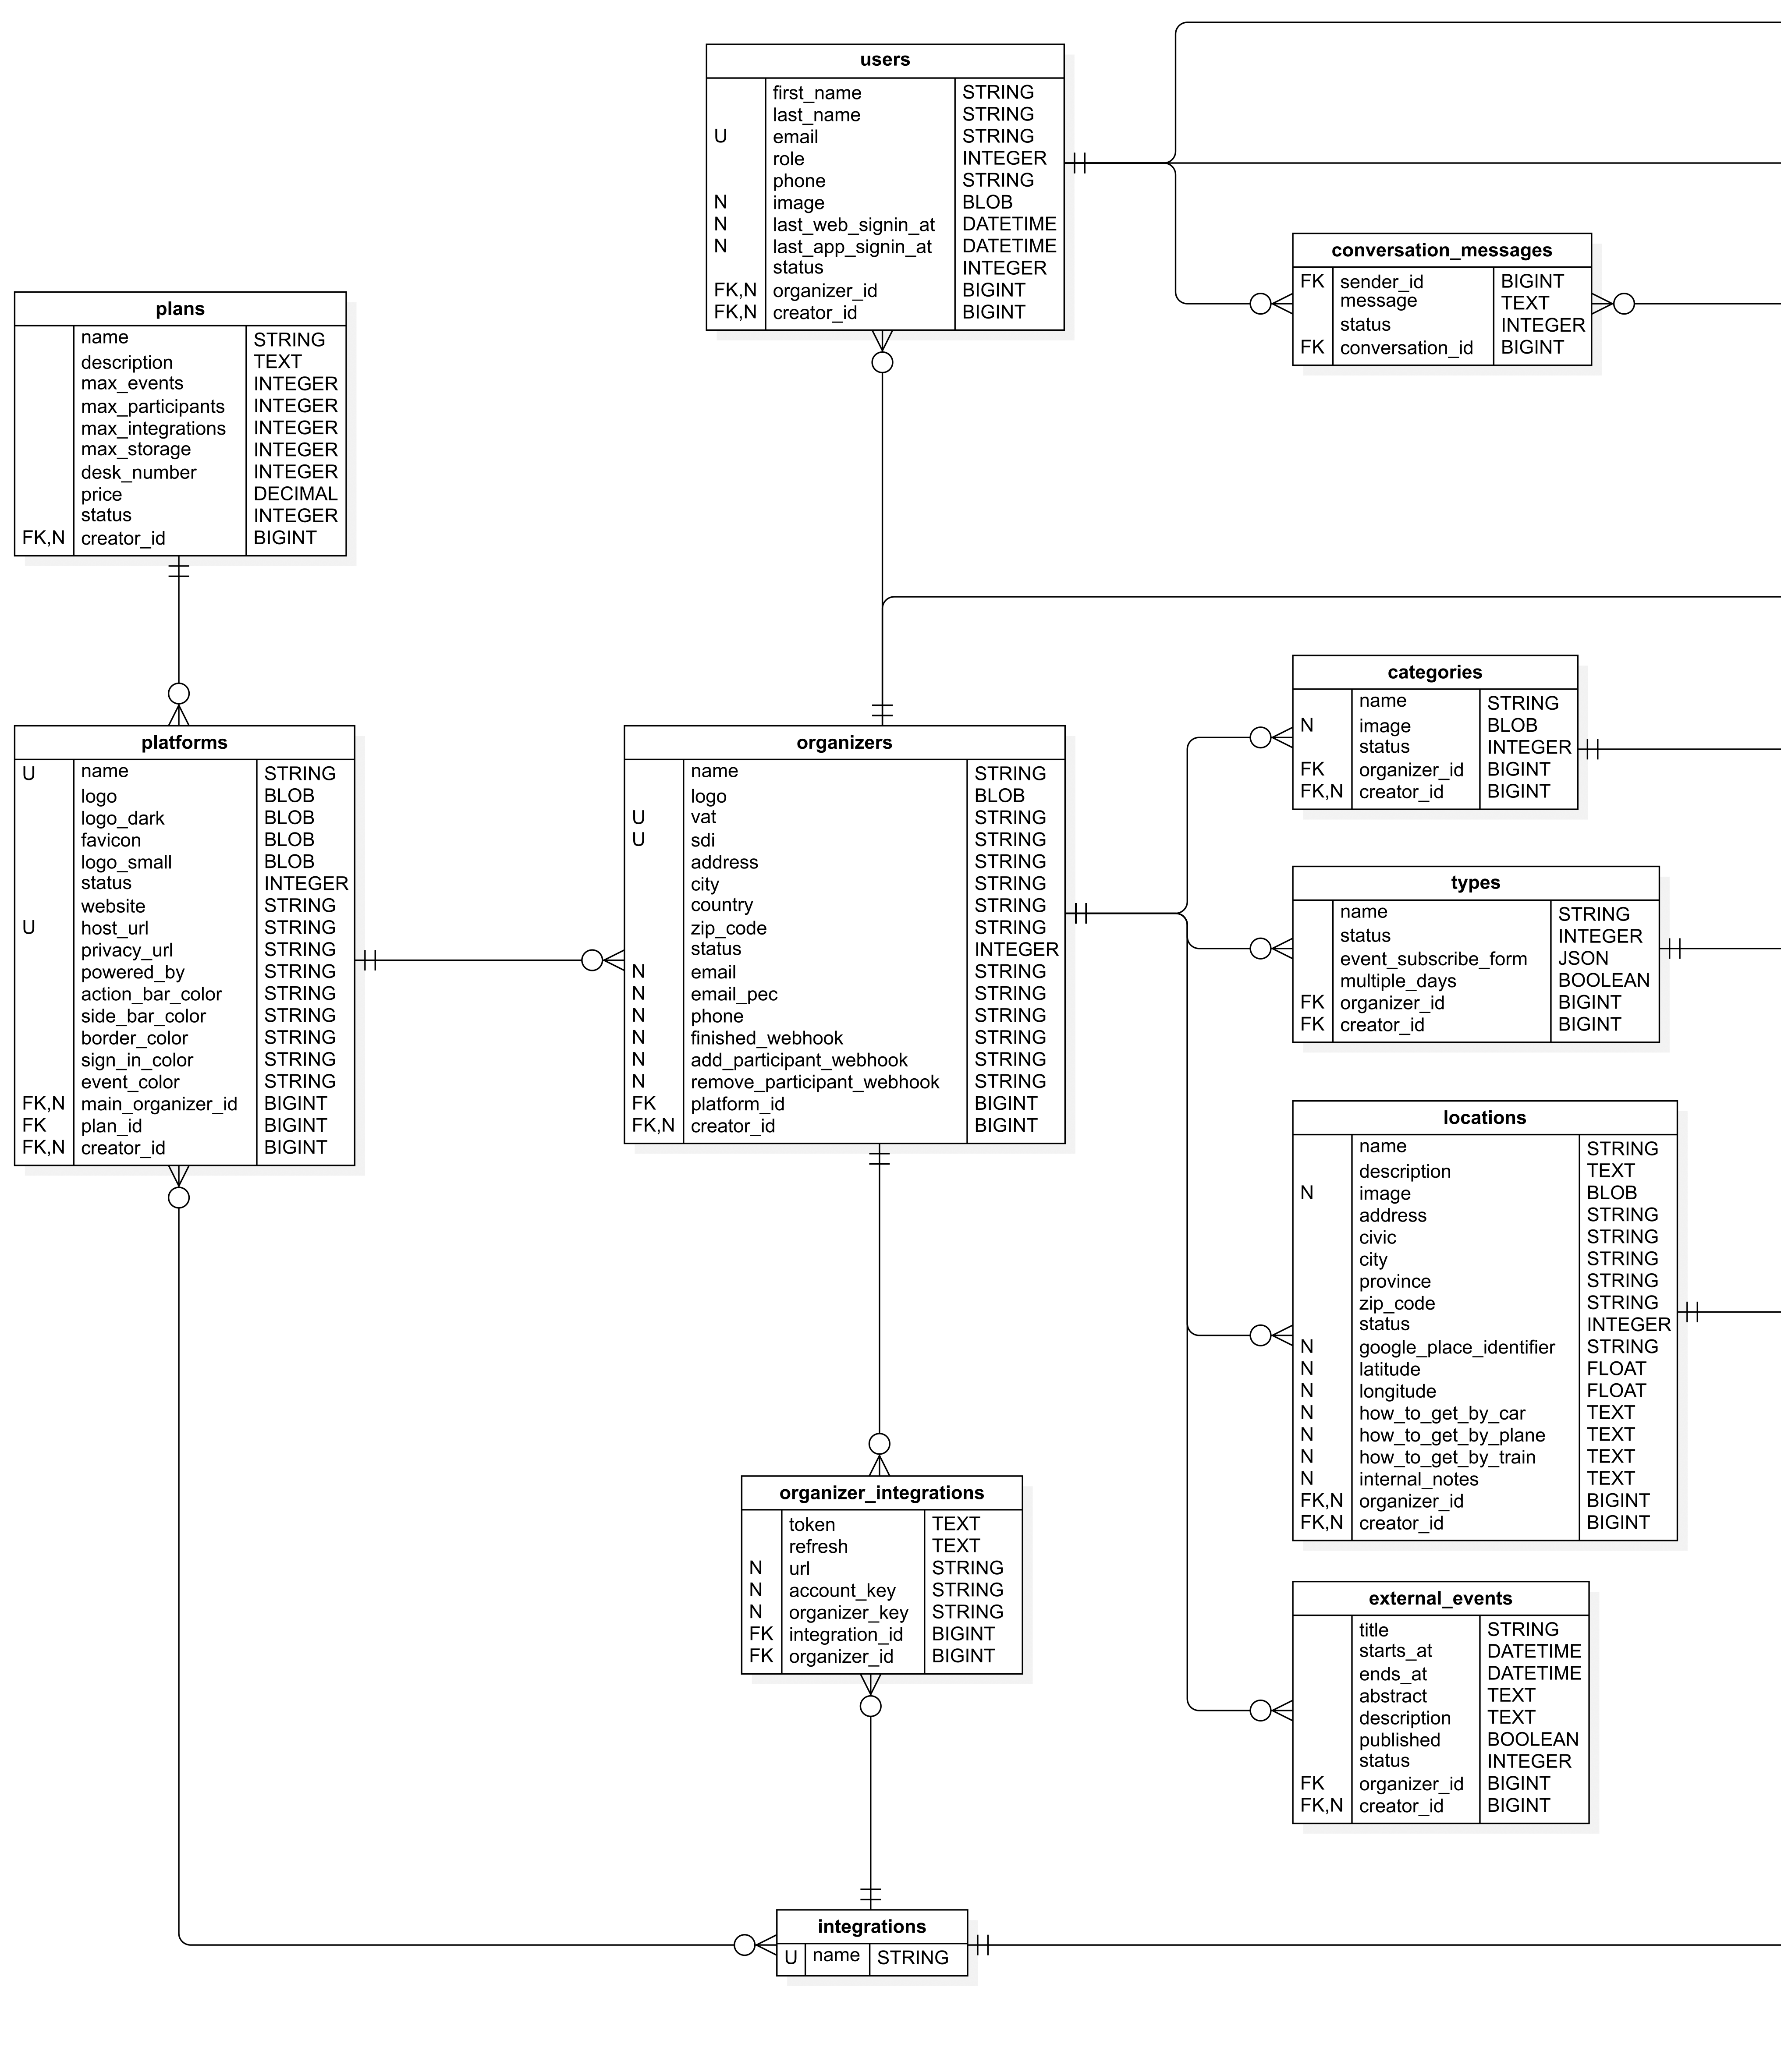 users
first_name STRING
last_name STRING
U email STRING
role INTEGER
phone STRING
N image BLOB
N last_web_signin_at DATETIME
N last_app_signin_at DATETIME
status INTEGER
FK,N organizer_id BIGINT
FK,N creator_id BIGINT
conversation_messages
FK sender_id BIGINT
message TEXT
status INTEGER
FK conversation_id BIGINT
plans
name STRING
description TEXT
max_events INTEGER
max_participants INTEGER
max_integrations INTEGER
max_storage INTEGER
desk_number INTEGER
price DECIMAL
status INTEGER
FK,N creator_id BIGINT
platforms
U name STRING
logo BLOB
logo_dark BLOB
favicon BLOB
logo_small BLOB
status INTEGER
website STRING
U host_url STRING
privacy_url STRING
powered_by STRING
action_bar_color STRING
side_bar_color STRING
border_color STRING
sign_in_color STRING
event_color STRING
FK,N main_organizer_id BIGINT
FK plan_id BIGINT
FK,N creator_id BIGINT
organizers
name STRING
logo BLOB
U vat STRING
U sdi STRING
address STRING
city STRING
country STRING
zip_code STRING
status INTEGER
N email STRING
N email_pec STRING
N phone STRING
N finished_webhook STRING
N add_participant_webhook STRING
N remove_participant_webhook STRING
FK platform_id BIGINT
FK,N creator_id BIGINT
categories
name STRING
N image BLOB
status INTEGER
FK organizer_id BIGINT
FK,N creator_id BIGINT
types
name STRING
status INTEGER
event_subscribe_form JSON
multiple_days BOOLEAN
FK organizer_id BIGINT
FK creator_id BIGINT
locations
name STRING
description TEXT
N image BLOB
address STRING
civic STRING
city STRING
province STRING
zip_code STRING
status INTEGER
N google_place_identifier STRING
N latitude FLOAT
N longitude FLOAT
N how_to_get_by_car TEXT
N how_to_get_by_plane TEXT
N how_to_get_by_train TEXT
N internal_notes TEXT
FK,N organizer_id BIGINT
FK,N creator_id BIGINT
organizer_integrations
token TEXT
refresh TEXT
N url STRING
N account_key STRING
N organizer_key STRING
FK integration_id BIGINT
FK organizer_id BIGINT
external_events
title STRING
starts_at DATETIME
ends_at DATETIME
abstract TEXT
description TEXT
published BOOLEAN
status INTEGER
FK organizer_id BIGINT
FK,N creator_id BIGINT
integrations
U name STRING